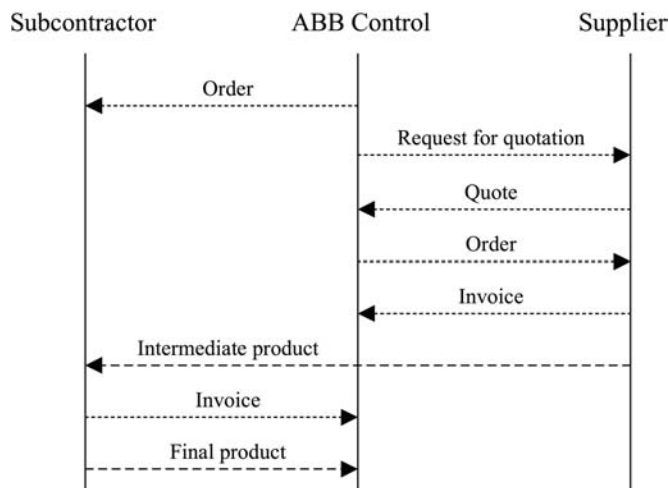 Subcontractor ABB Control Supplier
Order
Request for quotation
Quote
Order
Invoice
Intermediate product
Invoice
Final product